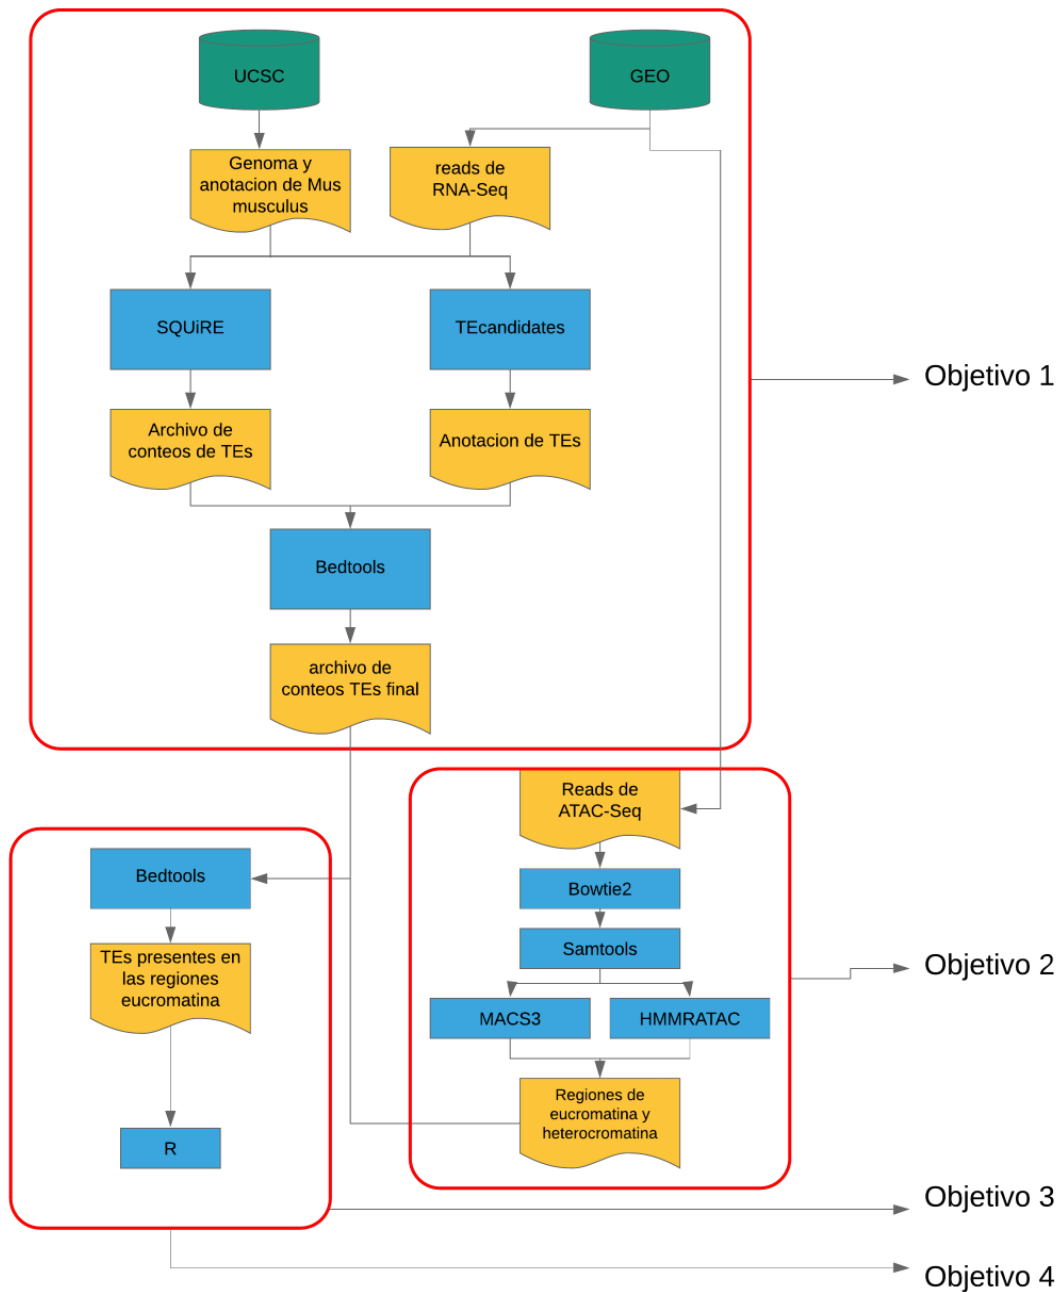 UCSC
GEO
Genoma y
anotacion de Mus
musculus
reads de
RNA-Seq
SQUiRE
TEcandidates
Objetivo 1
Archivo de
conteos de TEs
Anotacion de TEs
Bedtools
archivo de
conteos TEs final
Reads de
ATAC-Seq
Bedtools
Bowtie2
TEs presentes en
las regiones
eucromatina
Samtools
Objetivo 2
MACS3
HMMRATAC
Regiones de
eucromatina y
heterocromatina
R
Objetivo 3
Objetivo 4